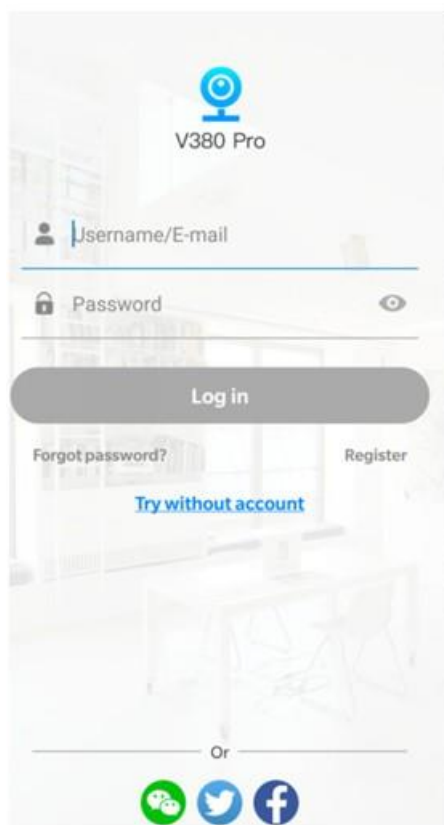 V380 Pro
Username/E-mail
Password
Log in
Forgot password? Register
Try without account
Or